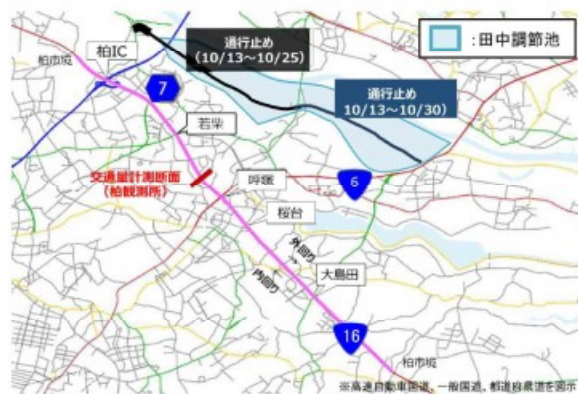 :田中調節池
通行止め
(10/13~10/25)
柏IC
柏市境
7
通行止め
10/13~10/30)
若柴
交通量計測断面
(柏観測所)
呼塚
6
桜台
外回り
内回り
大島田
16
柏市境
※高速自動車国道、一般国道、都道府県道を図示